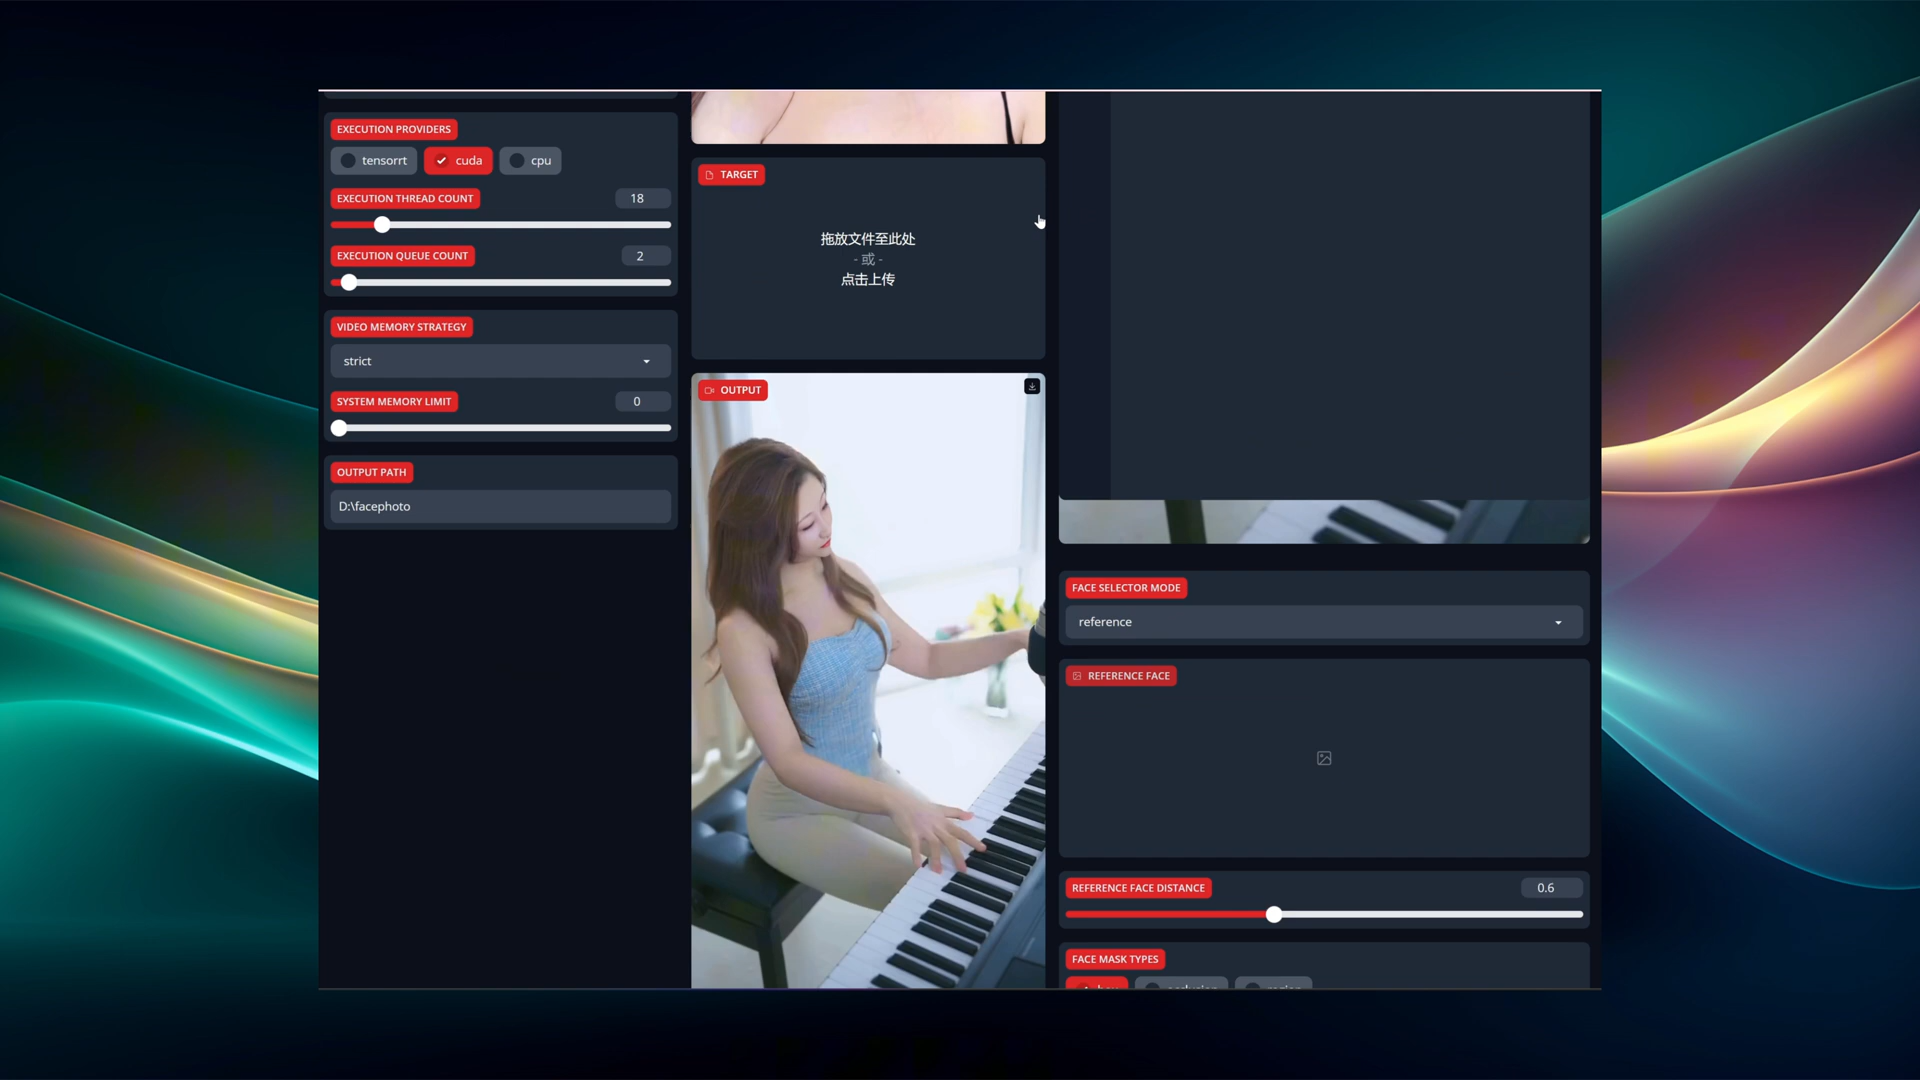 EXECUTION PROVIDERS
tensorrt
cuda
cpu
EXECUTION THREAD COUNT
18
EXECUTION QUEUE COUNT
2
VIDEO MEMORY STRATEGY
strict
SYSTEM MEMORY LIMIT
0
OUTPUT PATH
D:\facephoto
TARGET
拖放文件至此处
- 或 -
点击上传
OUTPUT
FACE SELECTOR MODE
reference
REFERENCE FACE
REFERENCE FACE DISTANCE
0.6
FACE MASK TYPES